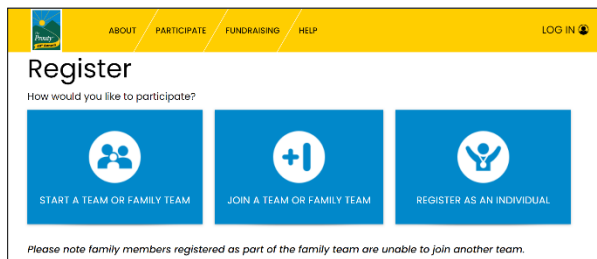 Prouty
ABOUT PARTICIPATE FUNDRAISING HELP LOG IN
Register
How would you like to participate?
START A TEAM OR FAMILY TEAM JOIN A TEAM OR FAMILY TEAM REGISTER AS AN INDIVIDUAL
Please note family members registered as part of the family team are unable to join another team.